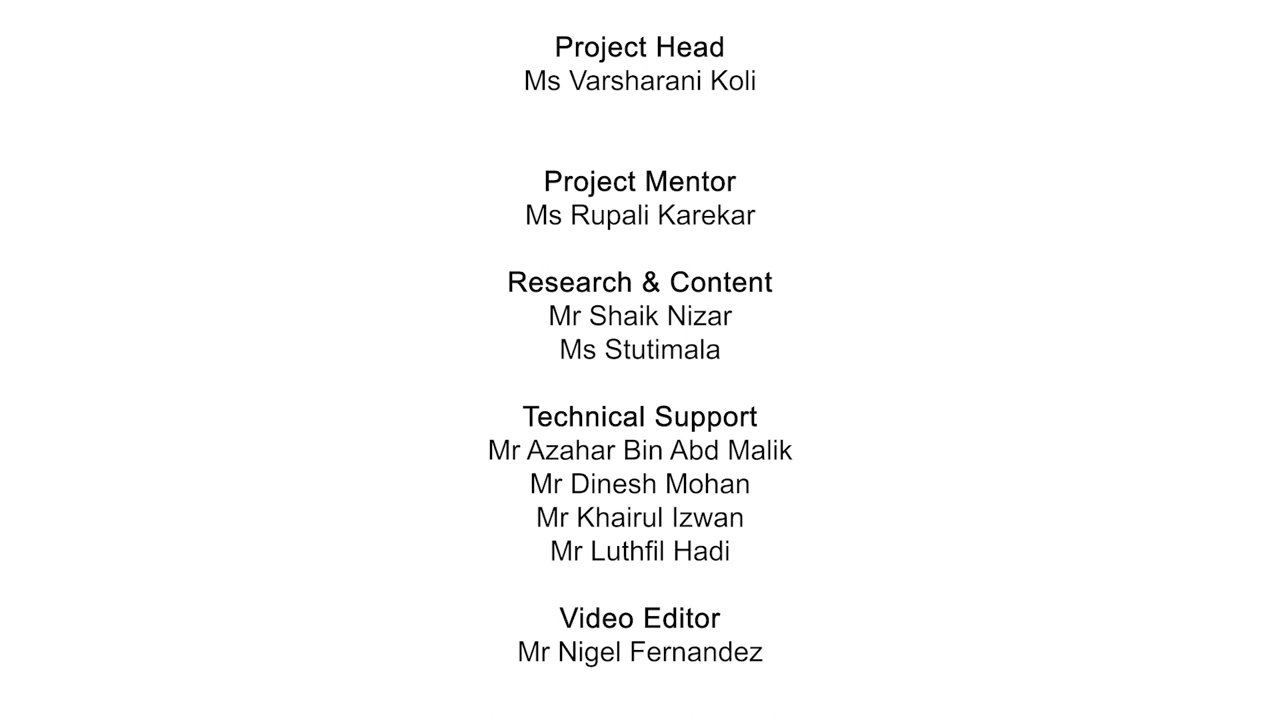 Project Head
Ms Varsharani Koli
Project Mentor
Ms Rupali Karekar
Research & Content
Mr Shaik Nizar
Ms Stutimala
Technical Support
Mr Azahar Bin Abd Malik
Mr Dinesh Mohan
Mr Khairul Izwan
Mr Luthfil Hadi
Video Editor
Mr Nigel Fernandez